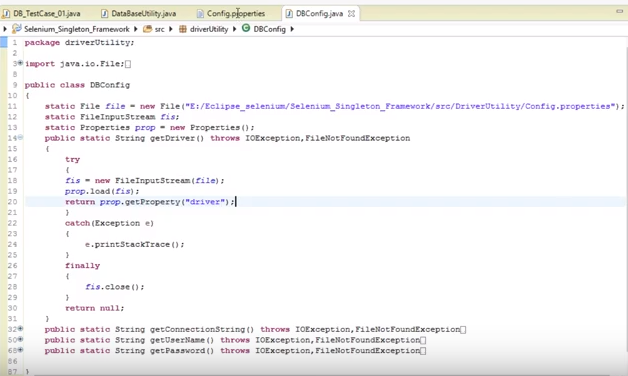 DB_TestCase_01.java DataBaseUtility.java Config.properties DBConfig.java
Selenium_Singleton_Framework src driverUtility DBConfig
1 package driverUtility;
2
3 import java.io.File;
8
9 public class DBConfig
10 {
11 static File file = new File("E:/Eclipse_selenium/Selenium_Singleton_Framework/src/DriverUtility/Config.properties");
12 static FileInputStream fis;
13 static Properties prop = new Properties();
14 public static String getDriver() throws IOException,FileNotFoundException
15 {
16 try
17 {
18 fis = new FileInputStream(file);
19 prop.load(fis);
20 return prop.getProperty("driver");
21 }
22 catch(Exception e)
23 {
24 e.printStackTrace();
25 }
26 finally
27 {
28 fis.close();
29 }
30 return null;
31 }
32 public static String getConnectionString() throws IOException,FileNotFoundException
50 public static String getUserName() throws IOException,FileNotFoundException
68 public static String getPassword() throws IOException,FileNotFoundException
86
87 }